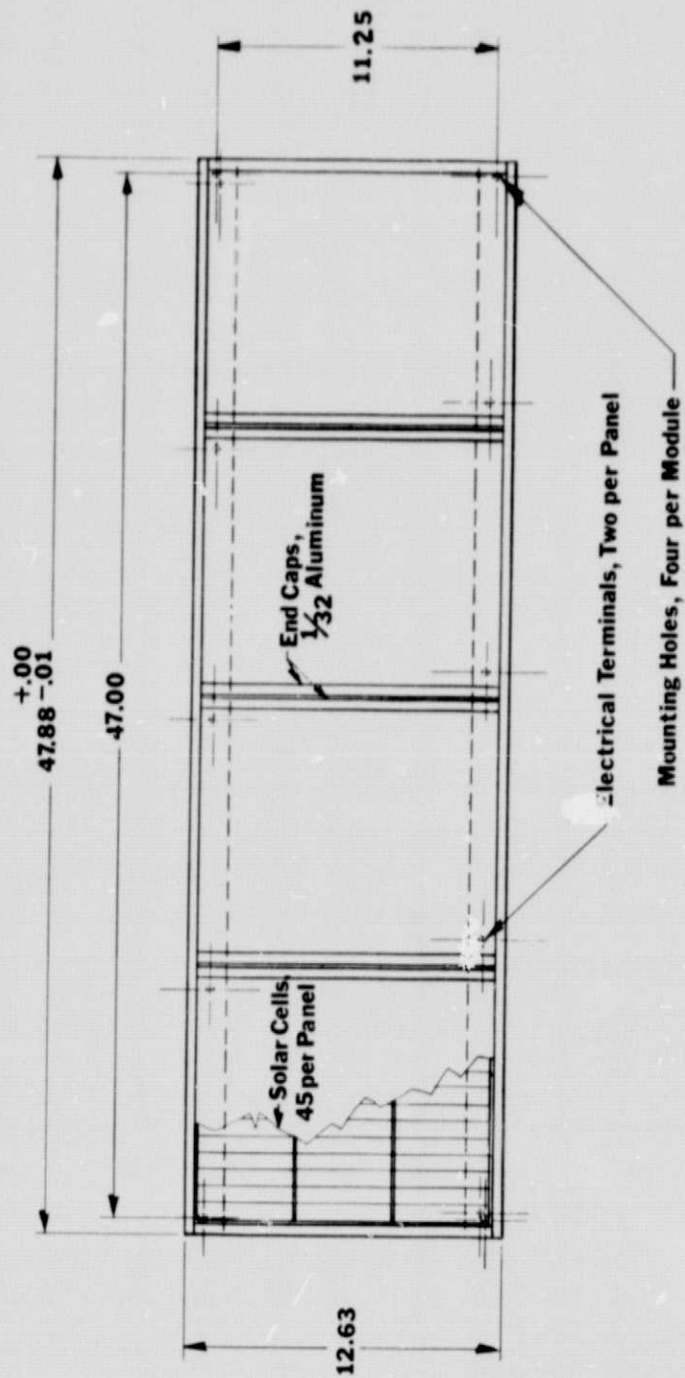 +.00
47.88 -.01
47.00
11.25
12.63
End Caps,
1/32 Aluminum
Solar Cells,
45 per Panel
Electrical Terminals, Two per Panel
Mounting Holes, Four per Module